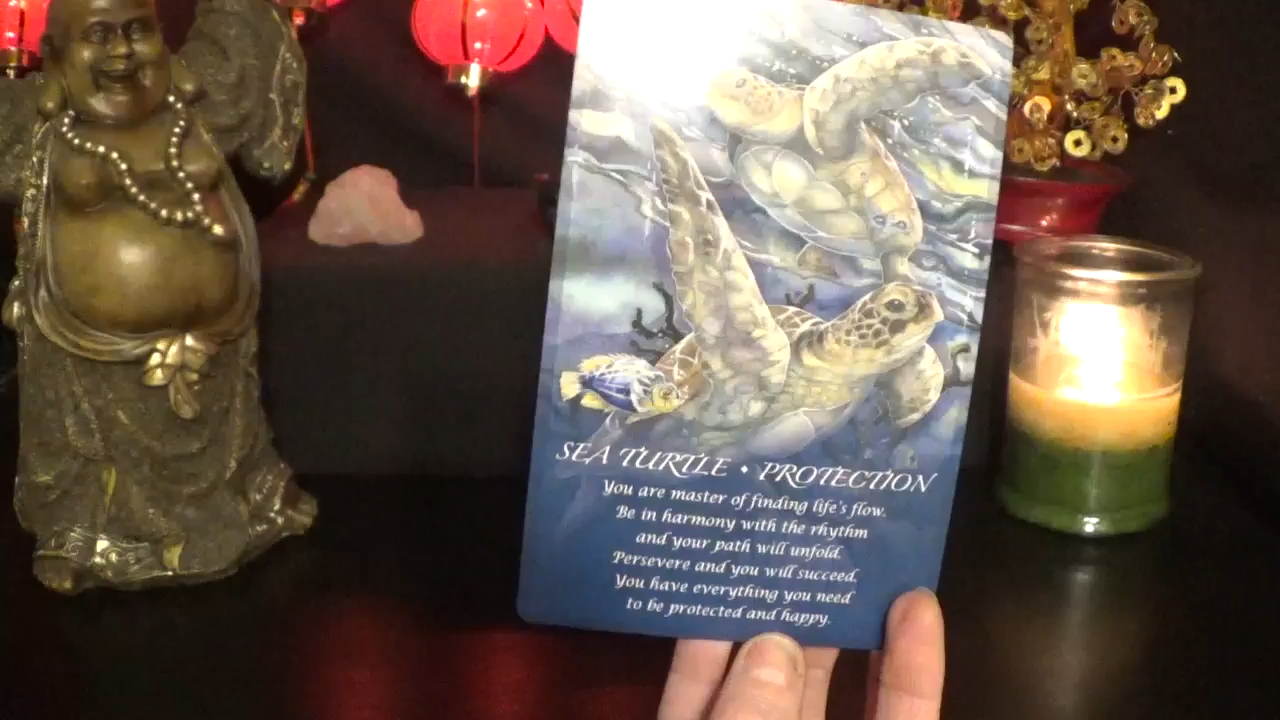 SEA TURTLE • PROTECTION
You are master of finding life's flow.
Be in harmony with the rhythm
and your path will unfold.
Persevere and you will succeed.
You have everything you need
to be protected and happy.